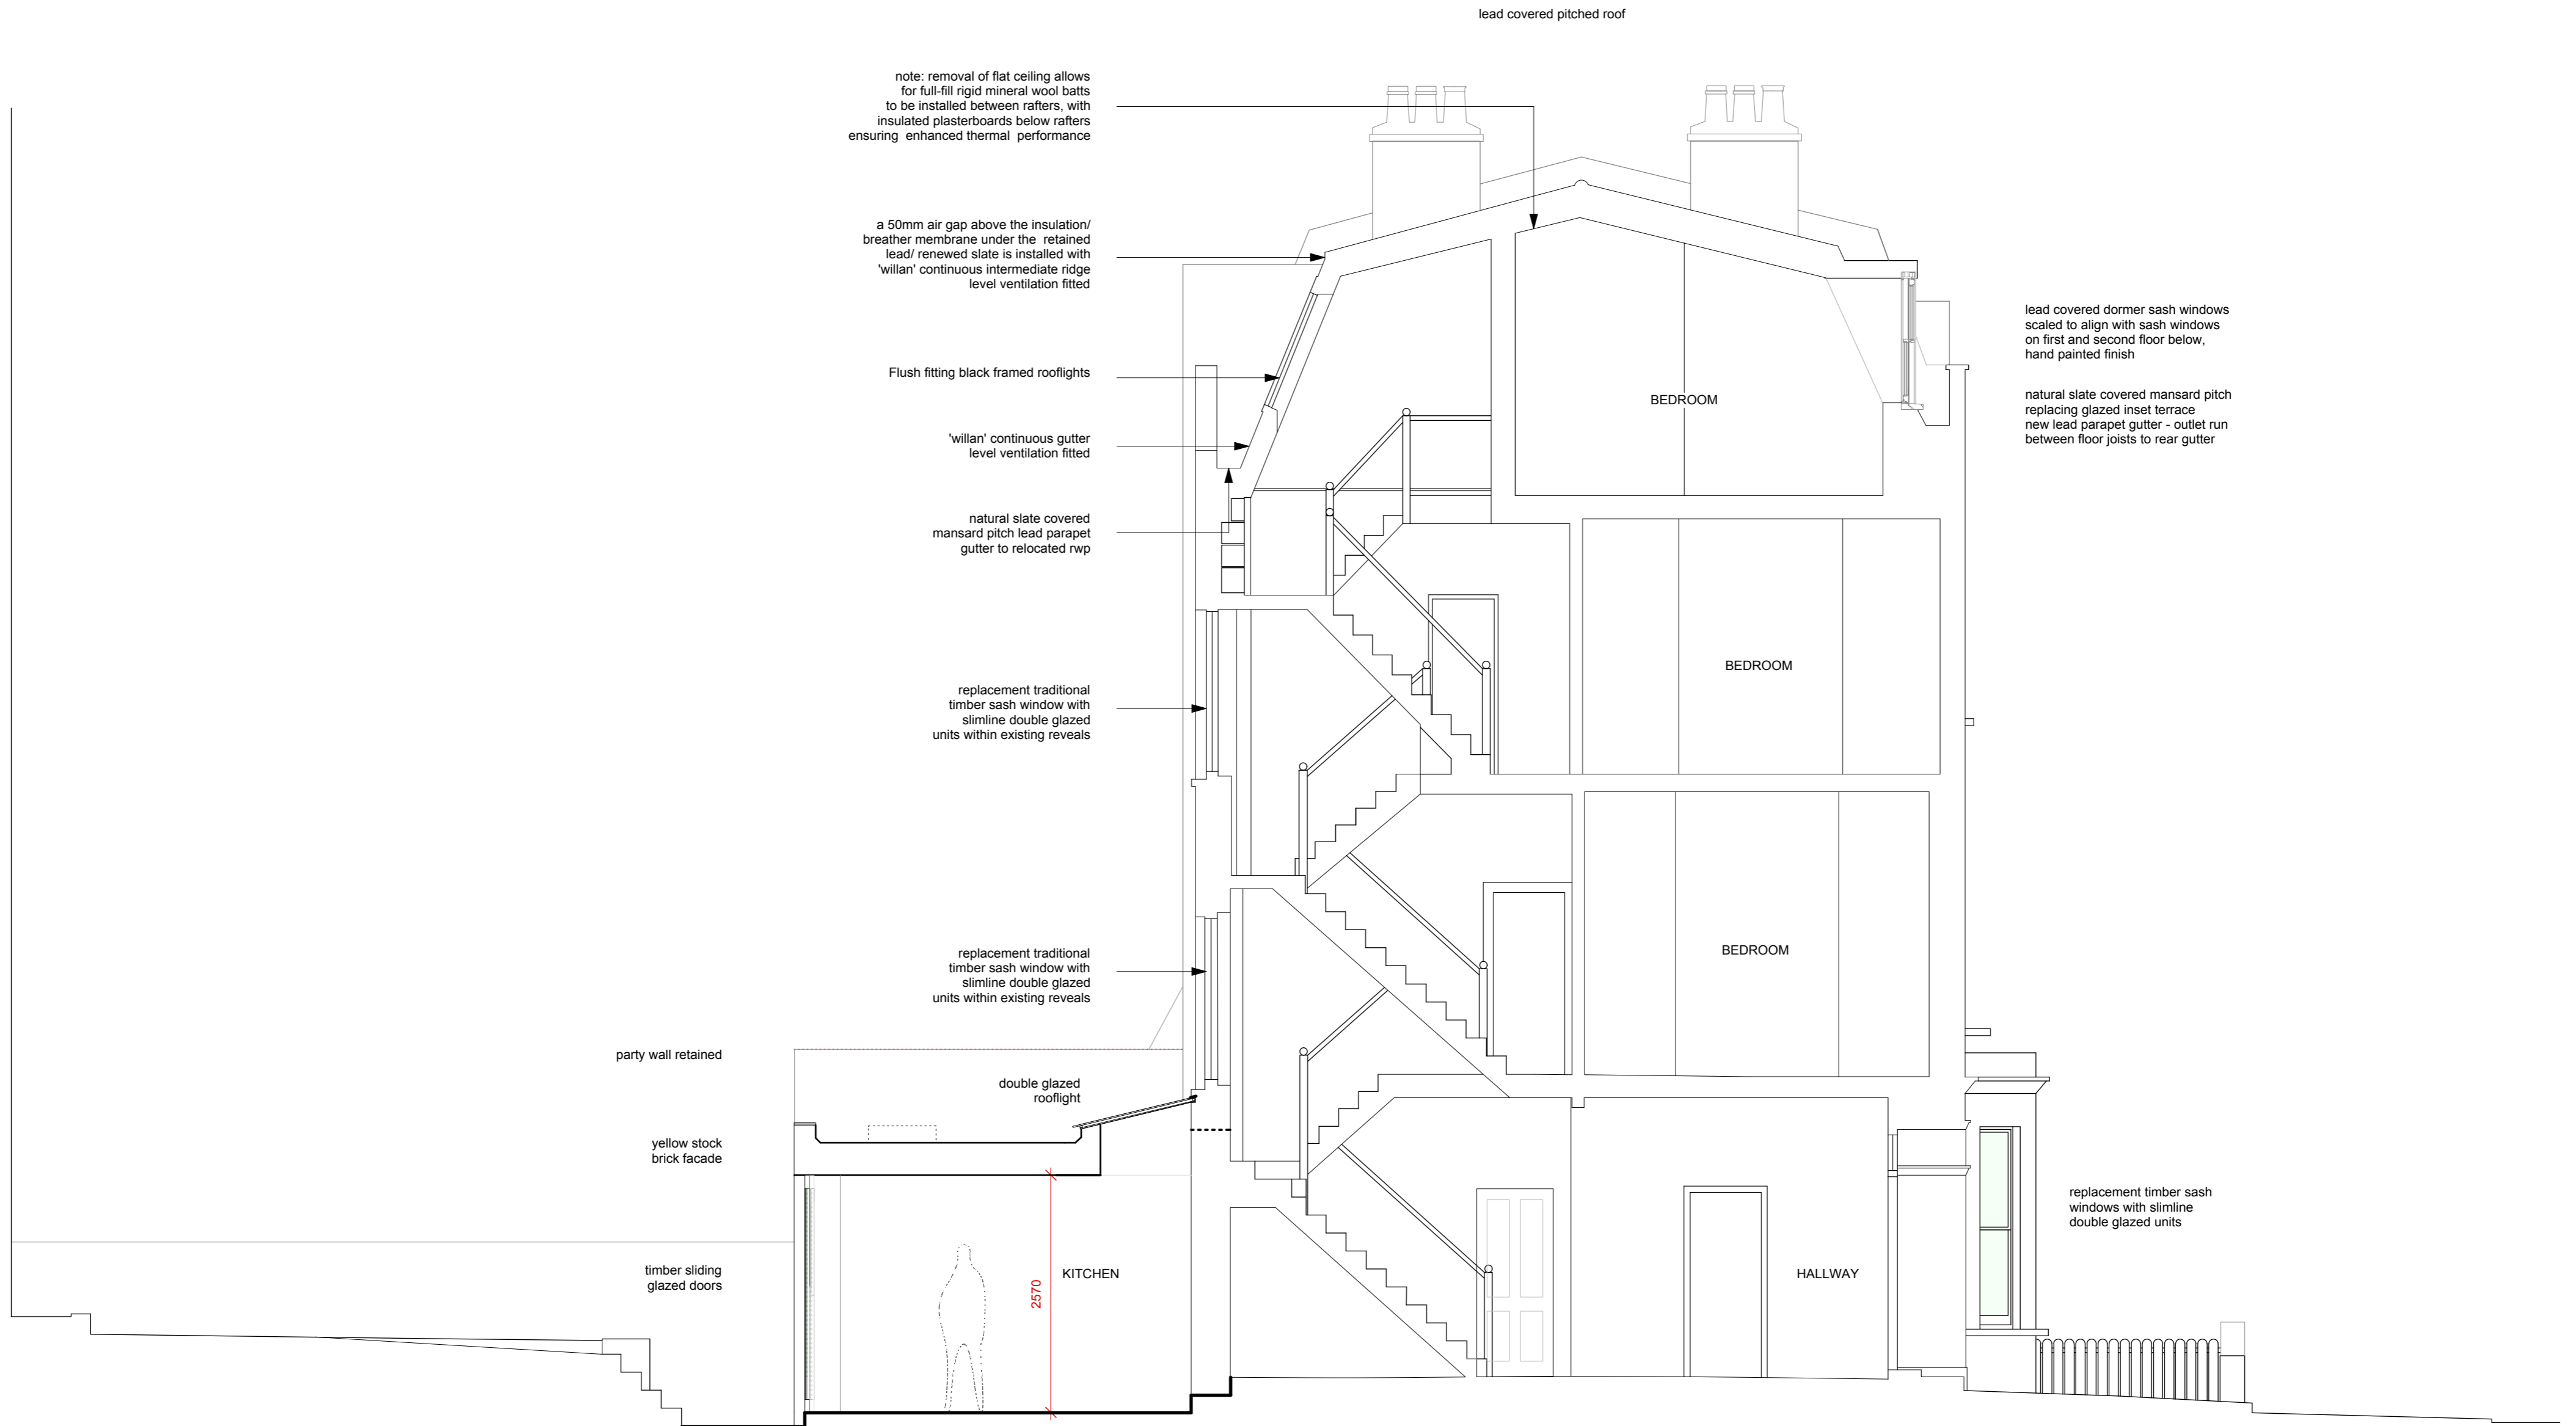 lead covered pitched roof
note: removal of flat ceiling allows
for full-fill rigid mineral wool batts
to be installed between rafters, with
insulated plasterboards below rafters
ensuring enhanced thermal performance
a 50mm air gap above the insulation/
breather membrane under the retained
lead/ renewed slate is installed with
'willan' continuous intermediate ridge
level ventilation fitted
lead covered dormer sash windows
scaled to align with sash windows
on first and second floor below,
hand painted finish
Flush fitting black framed rooflights
BEDROOM
natural slate covered mansard pitch
replacing glazed inset terrace
new lead parapet gutter - outlet run
between floor joists to rear gutter
'willan' continuous gutter
level ventilation fitted
natural slate covered
mansard pitch lead parapet
gutter to relocated rwp
BEDROOM
replacement traditional
timber sash window with
slimline double glazed
units within existing reveals
BEDROOM
replacement traditional
timber sash window with
slimline double glazed
units within existing reveals
party wall retained
double glazed
rooflight
yellow stock
brick facade
replacement timber sash
windows with slimline
double glazed units
timber sliding
glazed doors
2570
KITCHEN
HALLWAY